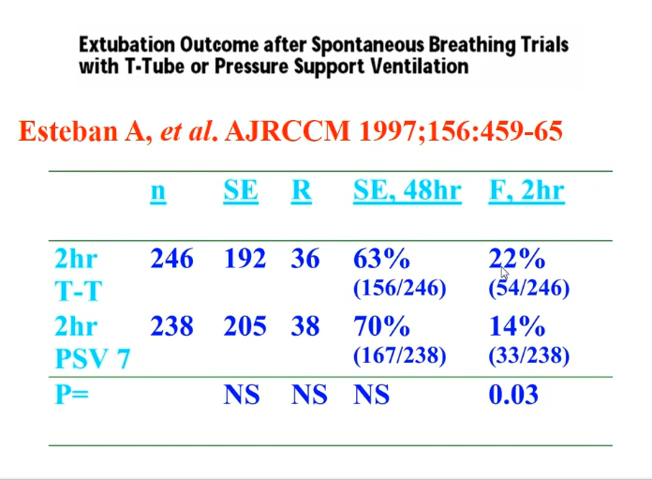 Extubation Outcome after Spontaneous Breathing Trials
with T-Tube or Pressure Support Ventilation
Esteban A, et al. AJRCCM 1997;156:459-65
n SE R SE, 48hr F, 2hr
2hr 246 192 36 63% 22%
T-T (156/246) (54/246)
2hr 238 205 38 70% 14%
PSV 7 (167/238) (33/238)
P= NS NS NS 0.03